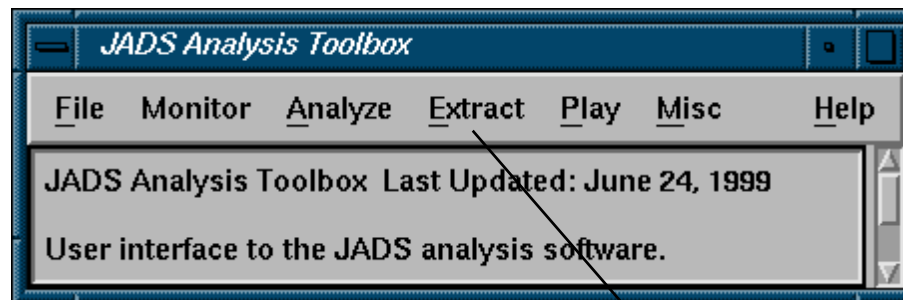 JADS Analysis Toolbox
File Monitor Analyze Extract Play Misc Help
JADS Analysis Toolbox Last Updated: June 24, 1999
User interface to the JADS analysis software.